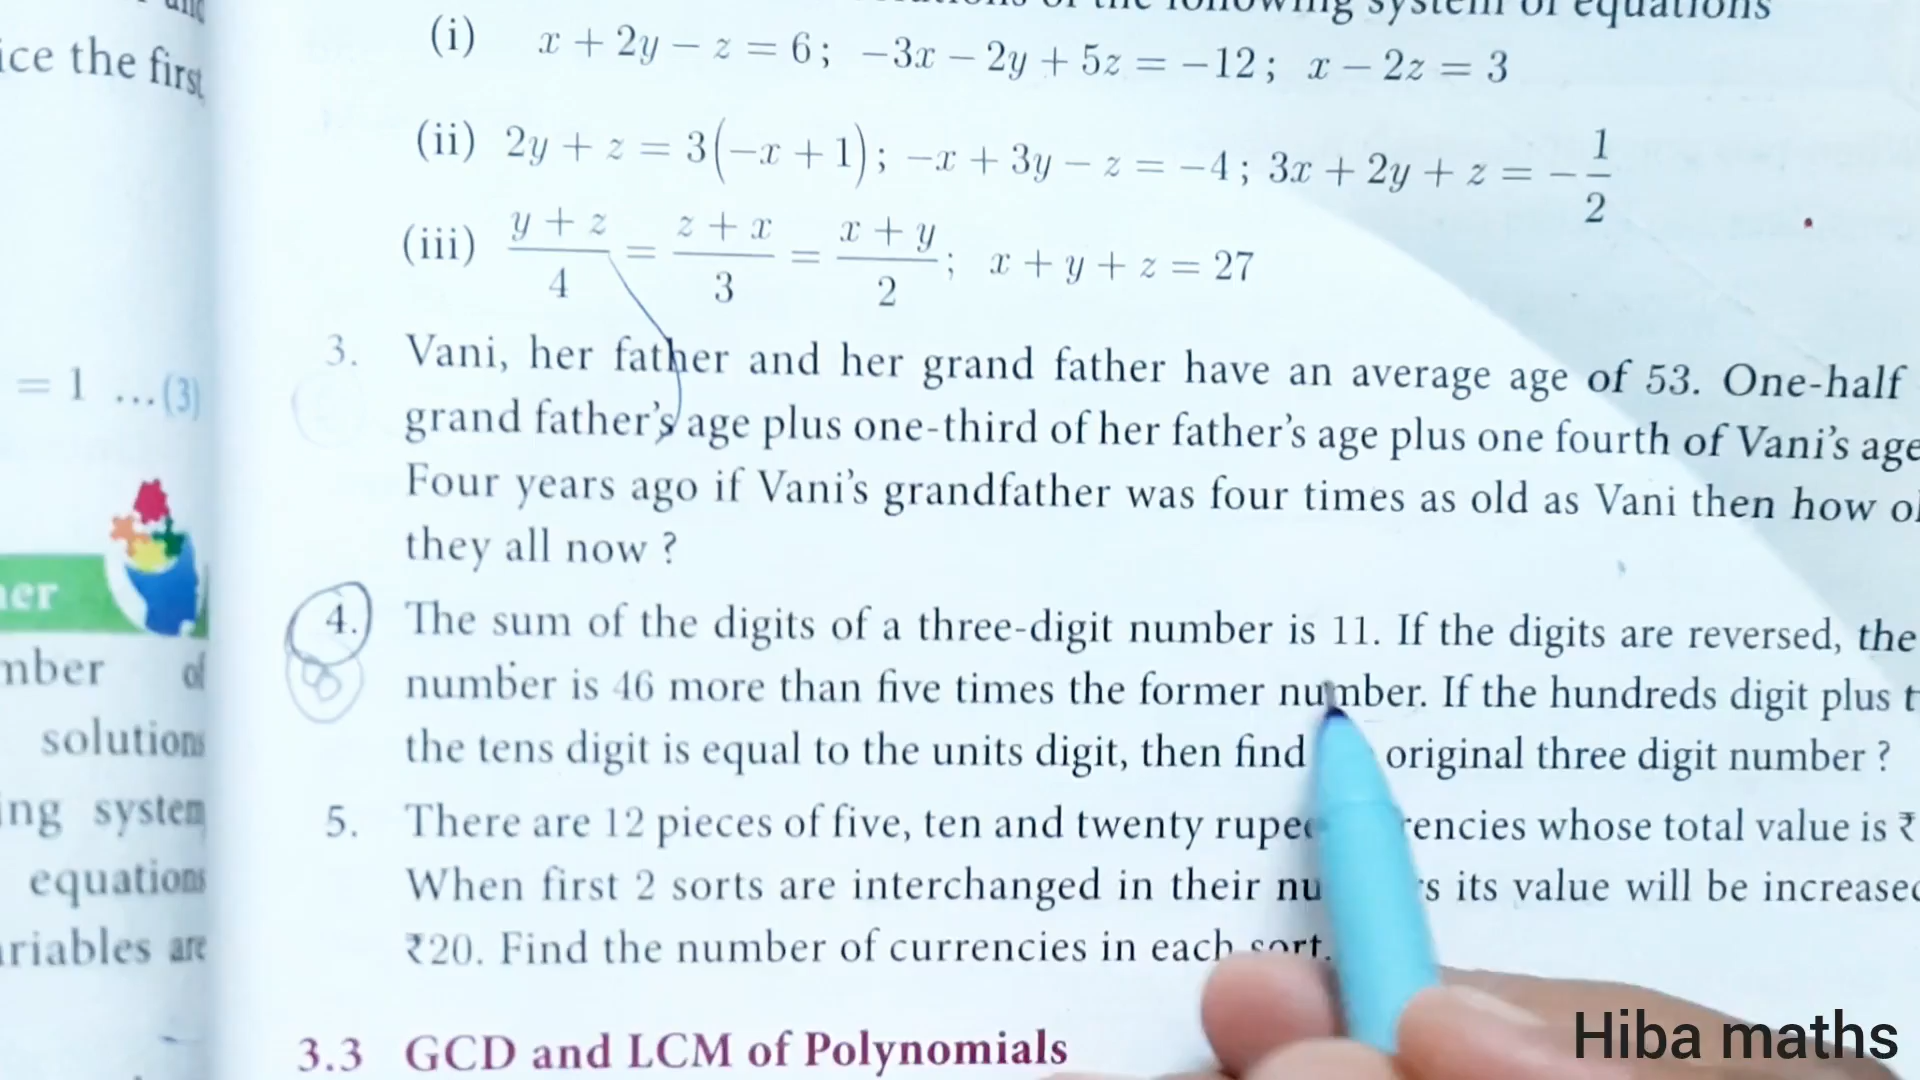 ice the first
= 1 ...(3)
solutions
equations
of the following system of equations
(i) x + 2y − z = 6; −3x − 2y + 5z = −12; x − 2z = 3
(ii) 2y + z = 3(−x + 1); −x + 3y − z = −4; 3x + 2y + z = −1/2
(iii) (y + z)/4 = (z + x)/3 = (x + y)/2; x + y + z = 27
3. Vani, her father and her grand father have an average age of 53. One-half
grand father’s age plus one-third of her father’s age plus one fourth of Vani’s age
Four years ago if Vani’s grandfather was four times as old as Vani then how
they all now ?
4. The sum of the digits of a three-digit number is 11. If the digits are reversed, the
number is 46 more than five times the former number. If the hundreds digit plus
the tens digit is equal to the units digit, then find original three digit number ?
5. There are 12 pieces of five, ten and twenty rupee whose total value is ₹
When first 2 sorts are interchanged in their its value will be increased
₹20. Find the number of currencies in each sort.
3.3 GCD and LCM of Polynomials
Hiba maths